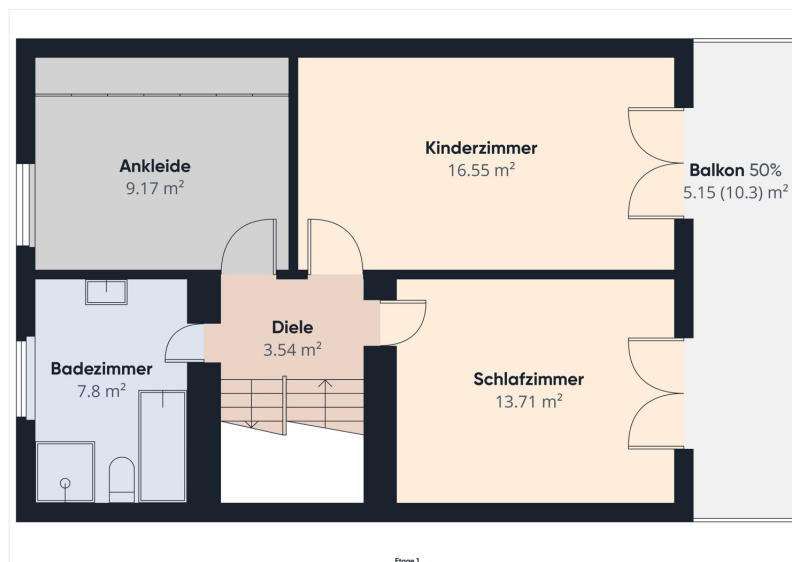 Ankleide
9.17 m²
Kinderzimmer
16.55 m²
Balkon 50%
5.15 (10.3) m²
Badezimmer
7.8 m²
Diele
3.54 m²
Schlafzimmer
13.71 m²
Etage 1